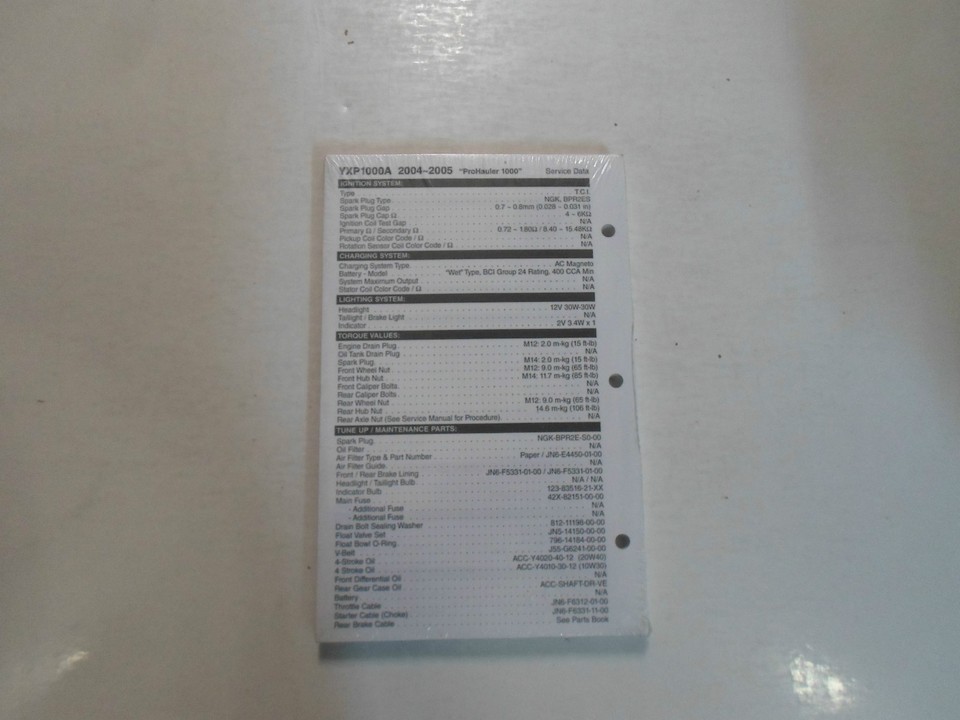 YXP1000A 2004–2005 "ProHauler 1000" Service Data
IGNITION SYSTEM:
Type T.C.I.
Spark Plug Type NGK, BPR2ES
Spark Plug Gap 0.7 ~ 0.8mm (0.028 ~ 0.031 in)
Spark Plug Cap Ω 4 ~ 6KΩ
Ignition Coil Test Gap N/A
Primary Ω / Secondary Ω 0.72 ~ 1.80Ω / 8.40 ~ 15.48KΩ
Pickup Coil Color Code / Ω N/A
Rotation Sensor Coil Color Code / Ω N/A
CHARGING SYSTEM:
Charging System Type AC Magneto
Battery - Model "Wet" Type, BCI Group 24 Rating, 400 CCA Min
System Maximum Output N/A
Stator Coil Color Code / Ω N/A
LIGHTING SYSTEM:
Headlight 12V 30W-30W
Taillight / Brake Light N/A
Indicator 2V 3.4W x 1
TORQUE VALUES:
Engine Drain Plug M12: 2.0 m-kg (15 ft-lb)
Oil Tank Drain Plug N/A
Spark Plug M14: 2.0 m-kg (15 ft-lb)
Front Wheel Nut M12: 9.0 m-kg (65 ft-lb)
Front Hub Nut M14: 11.7 m-kg (85 ft-lb)
Front Caliper Bolts N/A
Rear Caliper Bolts N/A
Rear Wheel Nut M12: 9.0 m-kg (65 ft-lb)
Rear Hub Nut 14.6 m-kg (106 ft-lb)
Rear Axle Nut (See Service Manual for Procedure) N/A
TUNE UP / MAINTENANCE PARTS:
Spark Plug NGK-BPR2E-S0-00
Oil Filter N/A
Air Filter Type & Part Number Paper / JN6-E4450-01-00
Air Filter Guide N/A
Front / Rear Brake Lining JN6-F5331-01-00 / JN6-F5331-01-00
Headlight / Taillight Bulb N/A / N/A
Indicator Bulb 123-83516-21-XX
Main Fuse 42X-82151-00-00
- Additional Fuse N/A
- Additional Fuse N/A
Drain Bolt Sealing Washer 812-11198-00-00
Float Valve Set JN5-14150-00-00
Float Bowl O-Ring 796-14184-00-00
V-Belt J55-G6241-00-00
4-Stroke Oil ACC-Y4020-40-12 (20W40)
4 Stroke Oil ACC-Y4010-30-12 (10W30)
Front Differential Oil N/A
Rear Gear Case Oil ACC-SHAFT-DR-VE
Battery N/A
Throttle Cable JN6-F6312-01-00
Starter Cable (Choke) JN6-F6331-11-00
Rear Brake Cable See Parts Book